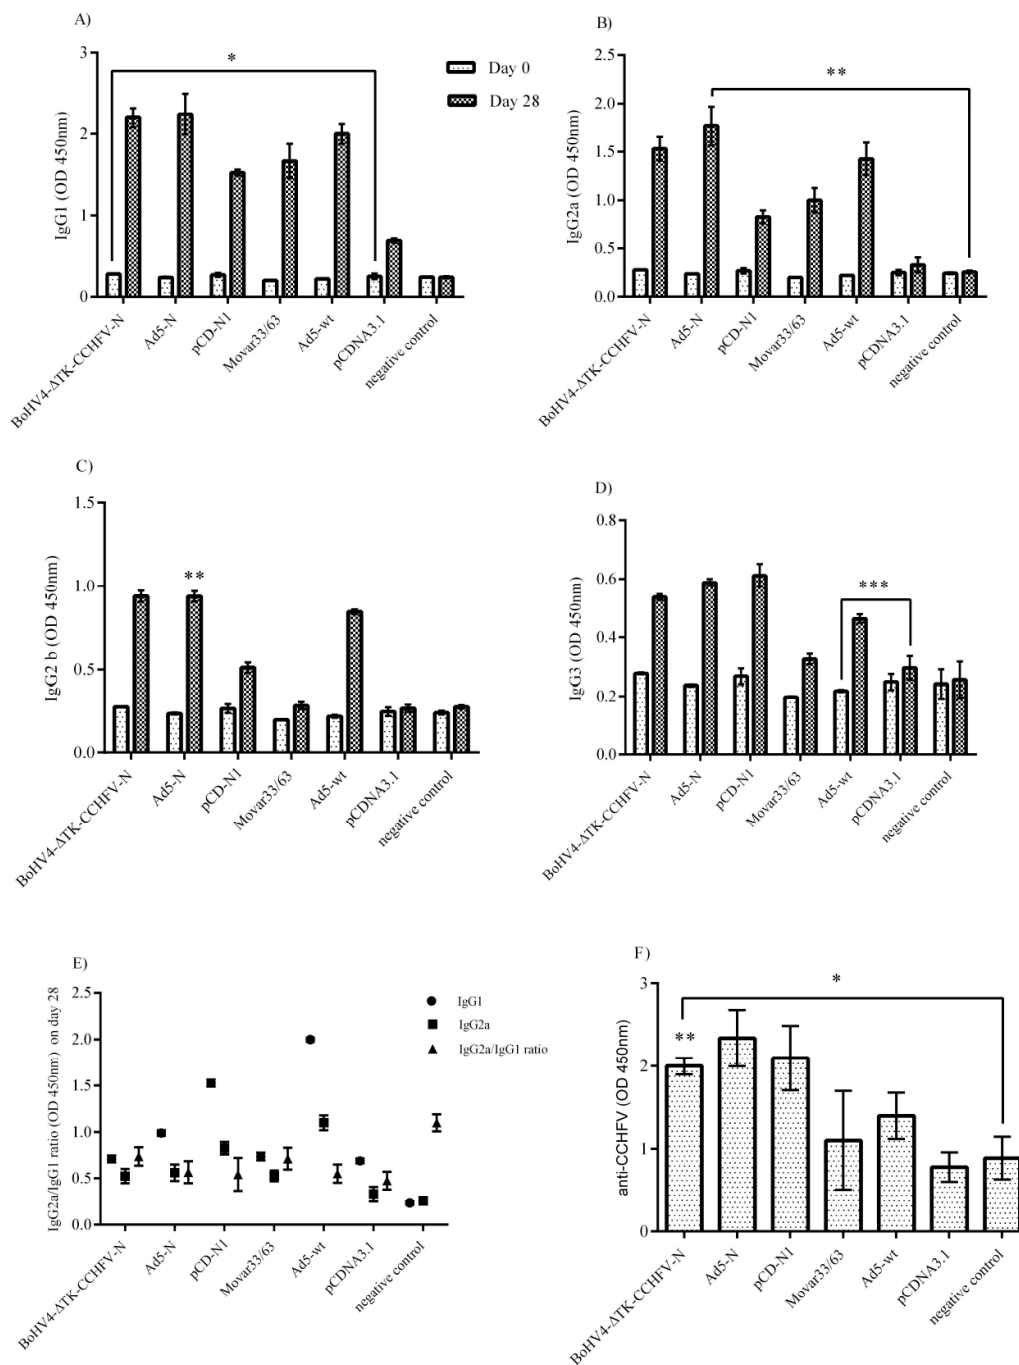 A)
IgG1 (OD 450nm)
3
2
1
0
*
Day 0
Day 28
BoHV4-ΔTK-CCHFV-N
Ad5-N
pCD-N1
Movar33/63
Ad5-wt
pCDNA3.1
negative control
B)
IgG2a (OD 450nm)
2.5
2.0
1.5
1.0
0.5
0.0
**
BoHV4-ΔTK-CCHFV-N
Ad5-N
pCD-N1
Movar33/63
Ad5-wt
pCDNA3.1
negative control
C)
IgG2 b (OD 450nm)
1.5
1.0
0.5
0.0
**
BoHV4-ΔTK-CCHFV-N
Ad5-N
pCD-N1
Movar33/63
Ad5-wt
pCDNA3.1
negative control
D)
IgG3 (OD 450nm)
0.8
0.6
0.4
0.2
0.0
***
BoHV4-ΔTK-CCHFV-N
Ad5-N
pCD-N1
Movar33/63
Ad5-wt
pCDNA3.1
negative control
E)
IgG2a/IgG1 ratio (OD 450nm) on day 28
2.5
2.0
1.5
1.0
0.5
0.0
IgG1
IgG2a
IgG2a/IgG1 ratio
BoHV4-ΔTK-CCHFV-N
Ad5-N
pCD-N1
Movar33/63
Ad5-wt
pCDNA3.1
negative control
F)
anti-CCHFV (OD 450nm)
3
2
1
0
*
**
BoHV4-ΔTK-CCHFV-N
Ad5-N
pCD-N1
Movar33/63
Ad5-wt
pCDNA3.1
negative control